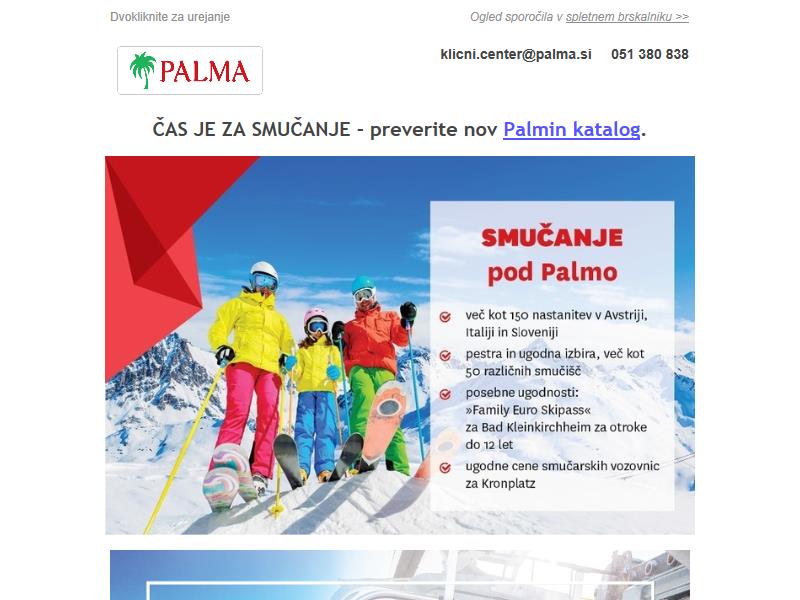 Dvokliknite za urejanje
Ogled sporočila v spletnem brskalniku >>
PALMA
klicni.center@palma.si 051 380 838
ČAS JE ZA SMUČANJE - preverite nov Palmin katalog.
SMUČANJE
pod Palmo
več kot 150 nastanitev v Avstriji,
Italiji in Sloveniji
pestra in ugodna izbira, več kot
50 različnih smučišč
posebne ugodnosti:
»Family Euro Skipass«
za Bad Kleinkirchheim za otroke
do 12 let
ugodne cene smučarskih vozovnic
za Kronplatz